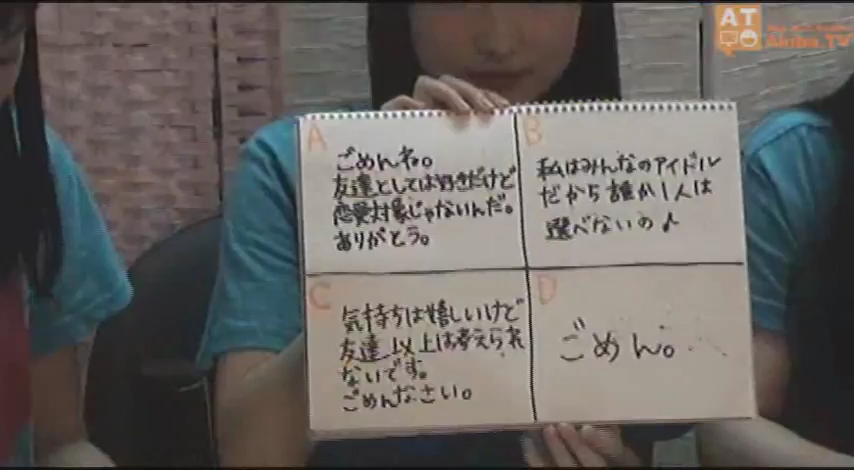 A
ごめんね。
友達としては好きだけど
恋愛対象じゃないんだ。
ありがとう。
B
私はみんなのアイドル
だから誰か1人は
選べないの♪
C
気持ちは嬉しいけど
友達以上は考えられ
ないです。
ごめんなさい。
D
ごめん。
AT
Akiba.TV